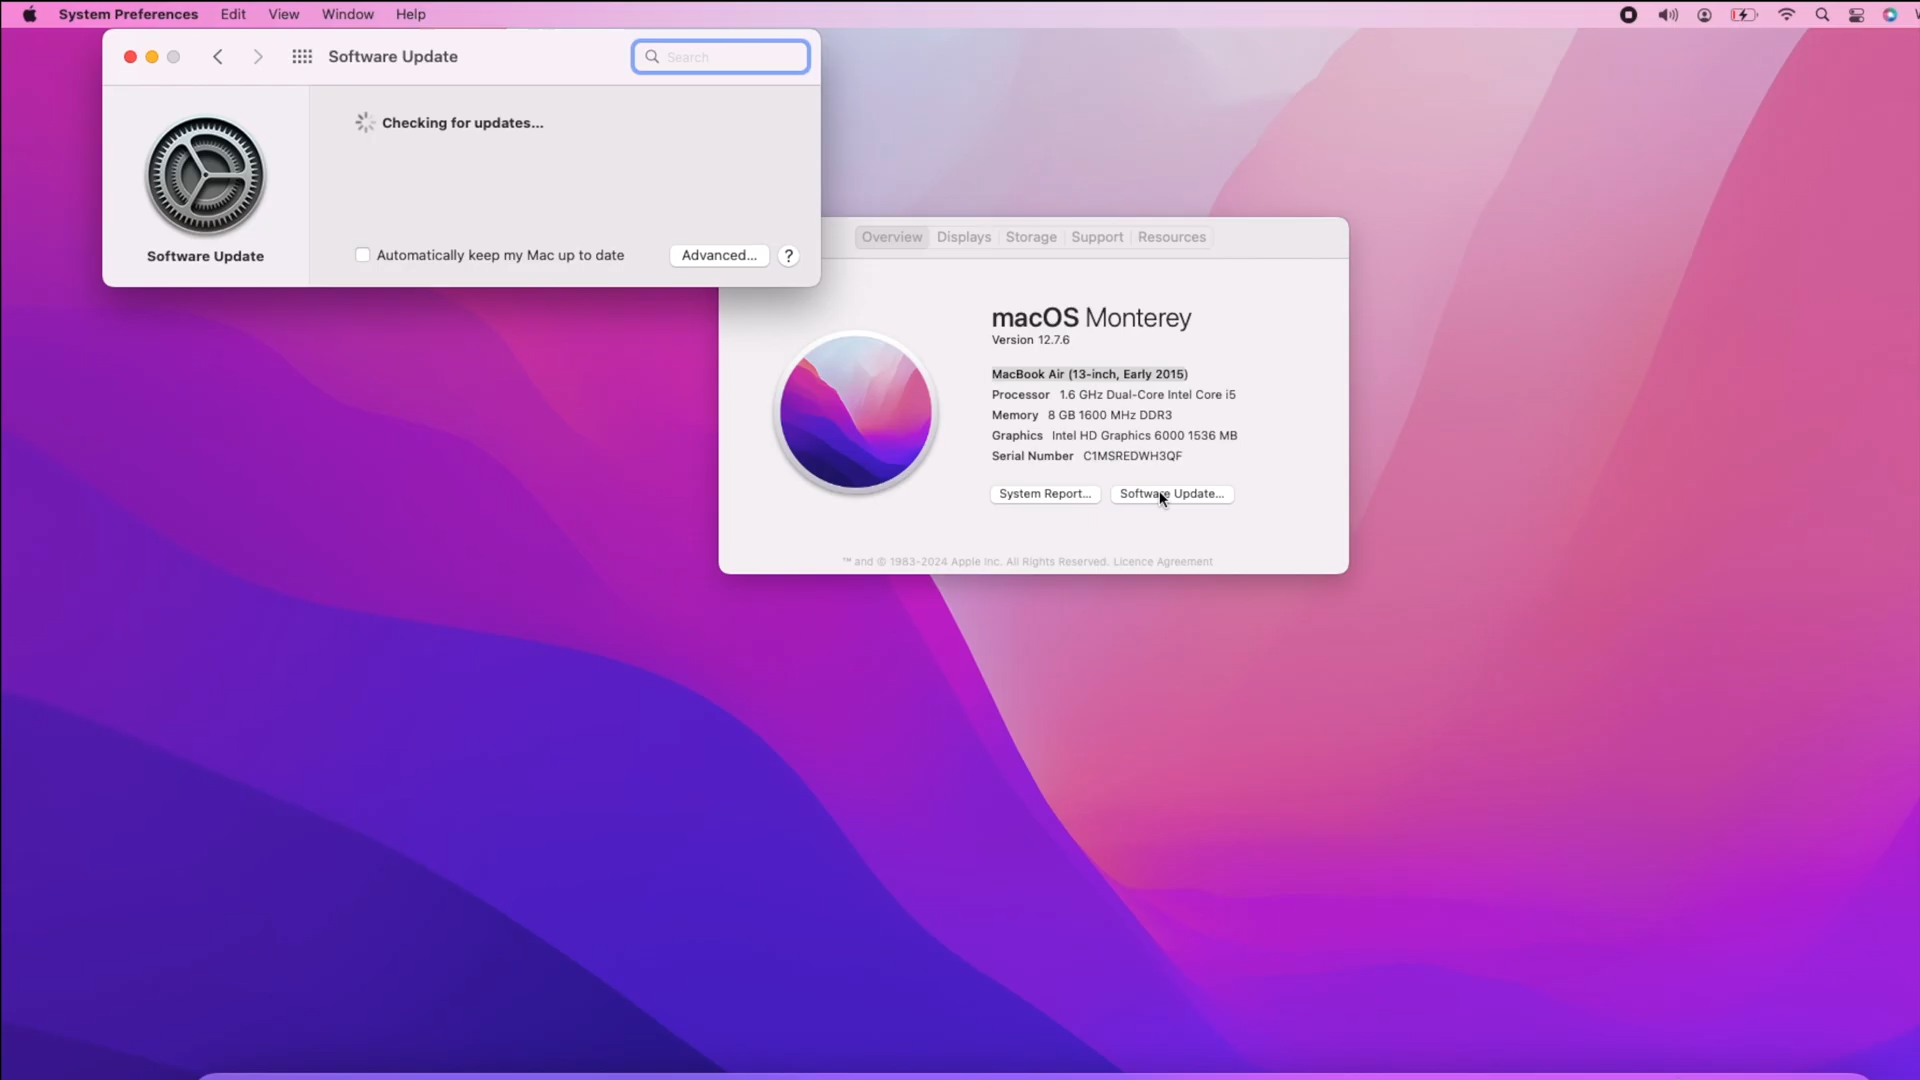 System Preferences Edit View Window Help
Software Update
Search
Checking for updates...
Software Update
Automatically keep my Mac up to date
Advanced...
?
Overview Displays Storage Support Resources
macOS Monterey
Version 12.7.6
MacBook Air (13-inch, Early 2015)
Processor 1.6 GHz Dual-Core Intel Core i5
Memory 8 GB 1600 MHz DDR3
Graphics Intel HD Graphics 6000 1536 MB
Serial Number C1MSREDWH3QF
System Report... Software Update...
™ and © 1983-2024 Apple Inc. All Rights Reserved. Licence Agreement